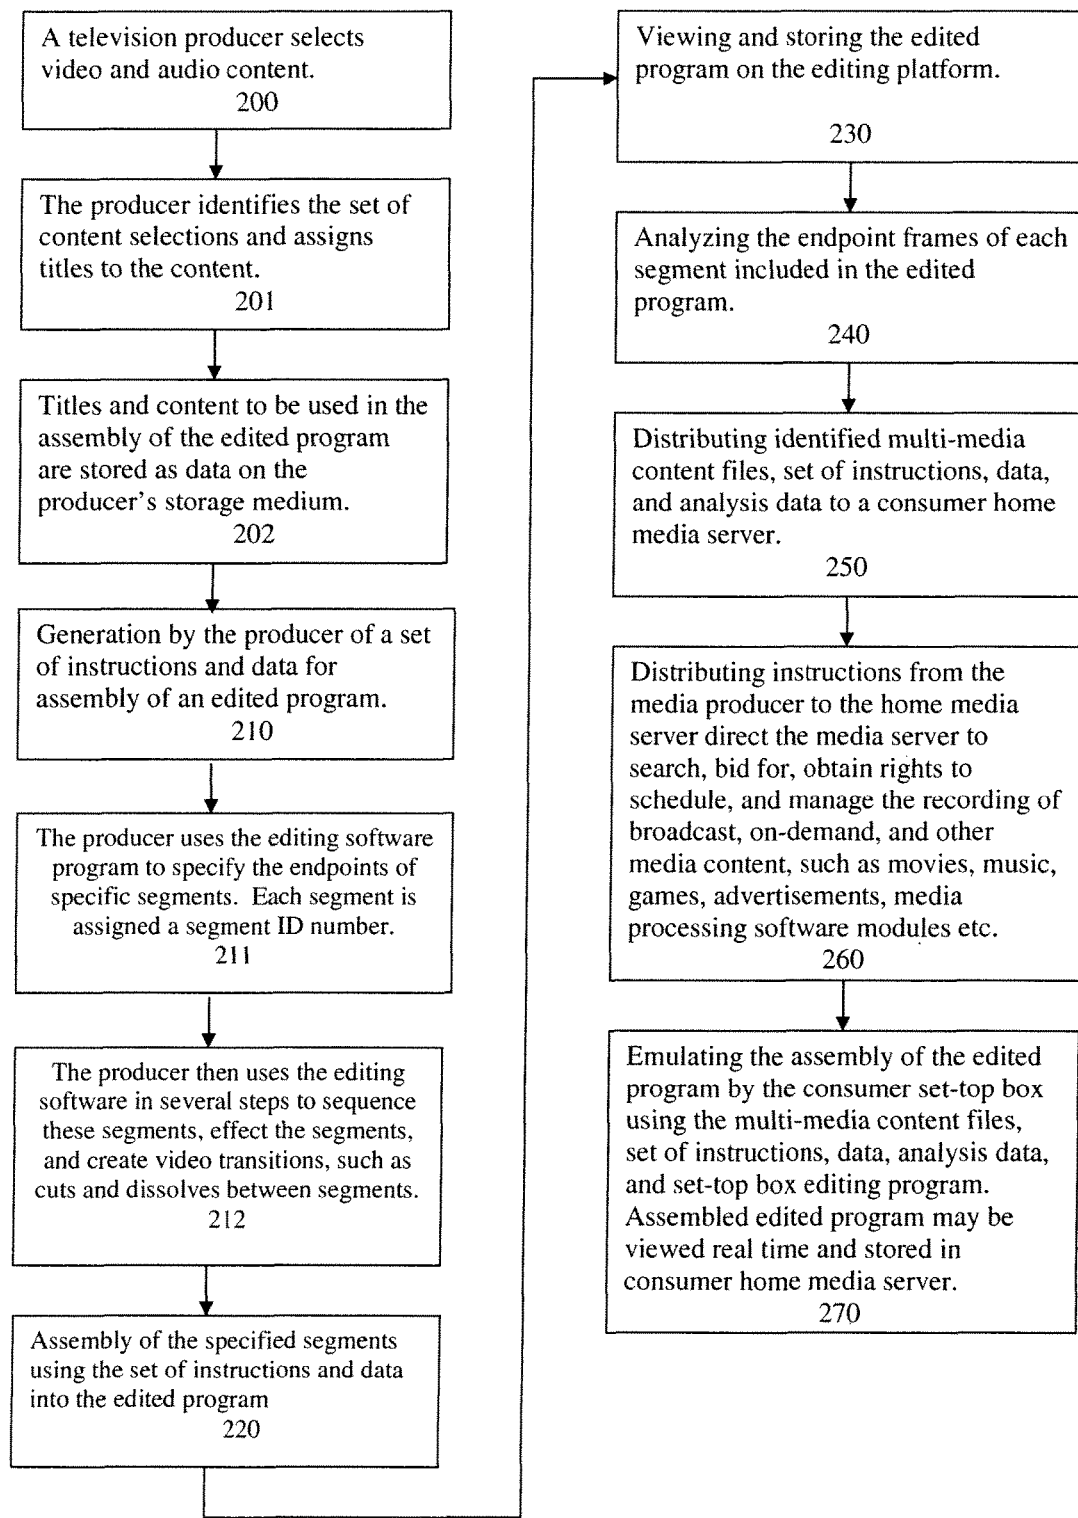 A television producer selects
video and audio content.
200
The producer identifies the set of
content selections and assigns
titles to the content.
201
Titles and content to be used in the
assembly of the edited program
are stored as data on the
producer's storage medium.
202
Generation by the producer of a set
of instructions and data for
assembly of an edited program.
210
The producer uses the editing software
program to specify the endpoints of
specific segments. Each segment is
assigned a segment ID number.
211
The producer then uses the editing
software in several steps to sequence
these segments, effect the segments,
and create video transitions, such as
cuts and dissolves between segments.
212
Assembly of the specified segments
using the set of instructions and data
into the edited program
220
Viewing and storing the edited
program on the editing platform.
230
Analyzing the endpoint frames of each
segment included in the edited
program.
240
Distributing identified multi-media
content files, set of instructions, data,
and analysis data to a consumer home
media server.
250
Distributing instructions from the
media producer to the home media
server direct the media server to
search, bid for, obtain rights to
schedule, and manage the recording of
broadcast, on-demand, and other
media content, such as movies, music,
games, advertisements, media
processing software modules etc.
260
Emulating the assembly of the edited
program by the consumer set-top box
using the multi-media content files,
set of instructions, data, analysis data,
and set-top box editing program.
Assembled edited program may be
viewed real time and stored in
consumer home media server.
270